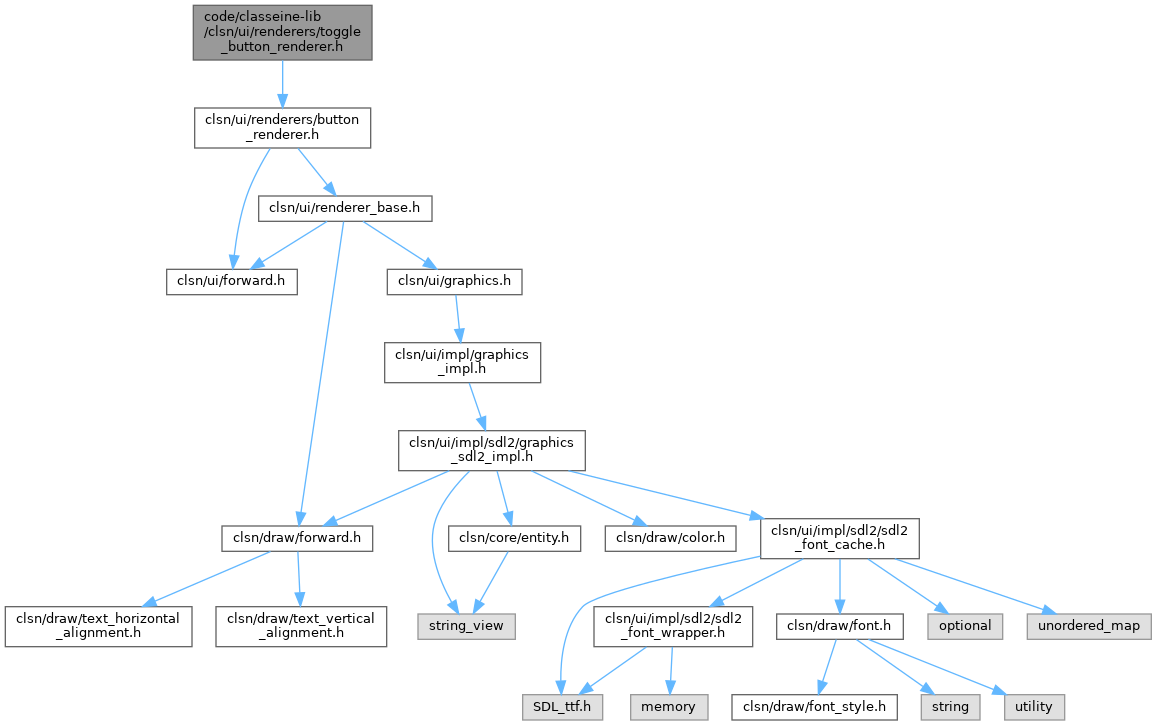 code/classeine-lib
/clsn/ui/renderers/toggle
_button_renderer.h
clsn/ui/renderers/button
_renderer.h
clsn/ui/renderer_base.h
clsn/ui/forward.h
clsn/ui/graphics.h
clsn/ui/impl/graphics
_impl.h
clsn/ui/impl/sdl2/graphics
_sdl2_impl.h
clsn/draw/forward.h
clsn/core/entity.h
clsn/draw/color.h
clsn/ui/impl/sdl2/sdl2
_font_cache.h
clsn/draw/text_horizontal
_alignment.h
clsn/draw/text_vertical
_alignment.h
string_view
clsn/ui/impl/sdl2/sdl2
_font_wrapper.h
clsn/draw/font.h
optional
unordered_map
SDL_ttf.h
memory
clsn/draw/font_style.h
string
utility